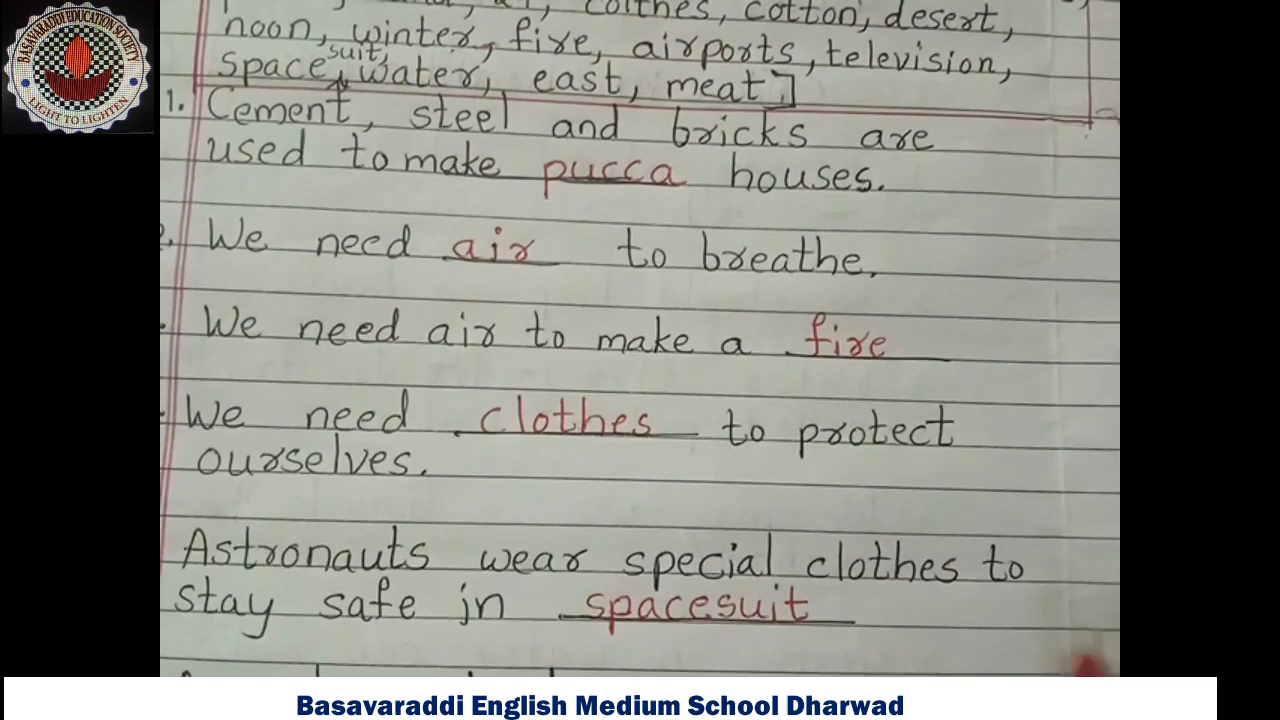 BASAVARADDI EDUCATION SOCIETY
LIGHT TO LIGHTEN
colthes, cotton, desert,
noon, winter, fire, airports, television,
suit,
space water, east, meat]
1. Cement, steel and bricks are
used to make pucca houses.
We need air to breathe.
We need air to make a fire
We need clothes to protect
ourselves.
Astronauts wear special clothes to
stay safe in spacesuit
Basavaraddi English Medium School Dharwad